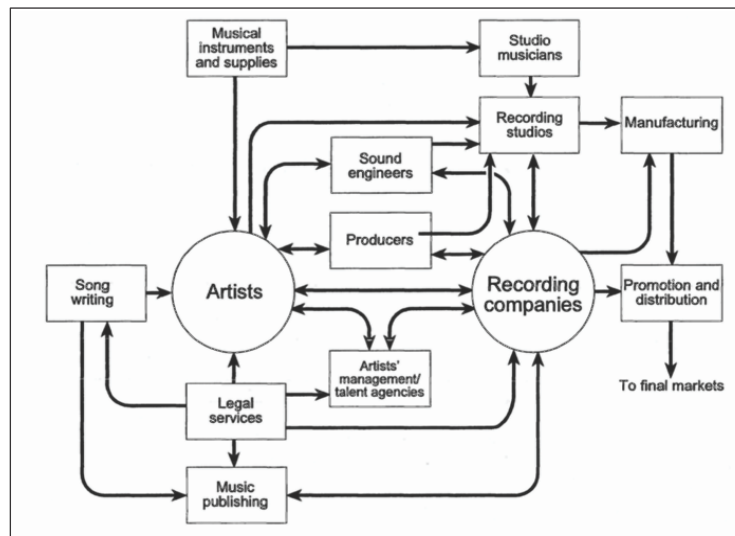 Musical
instruments
and supplies
Studio
musicians
Recording
studios
Manufacturing
Sound
engineers
Producers
Song
writing
Artists
Recording
companies
Promotion and
distribution
Artists'
management/
talent agencies
To final markets
Legal
services
Music
publishing